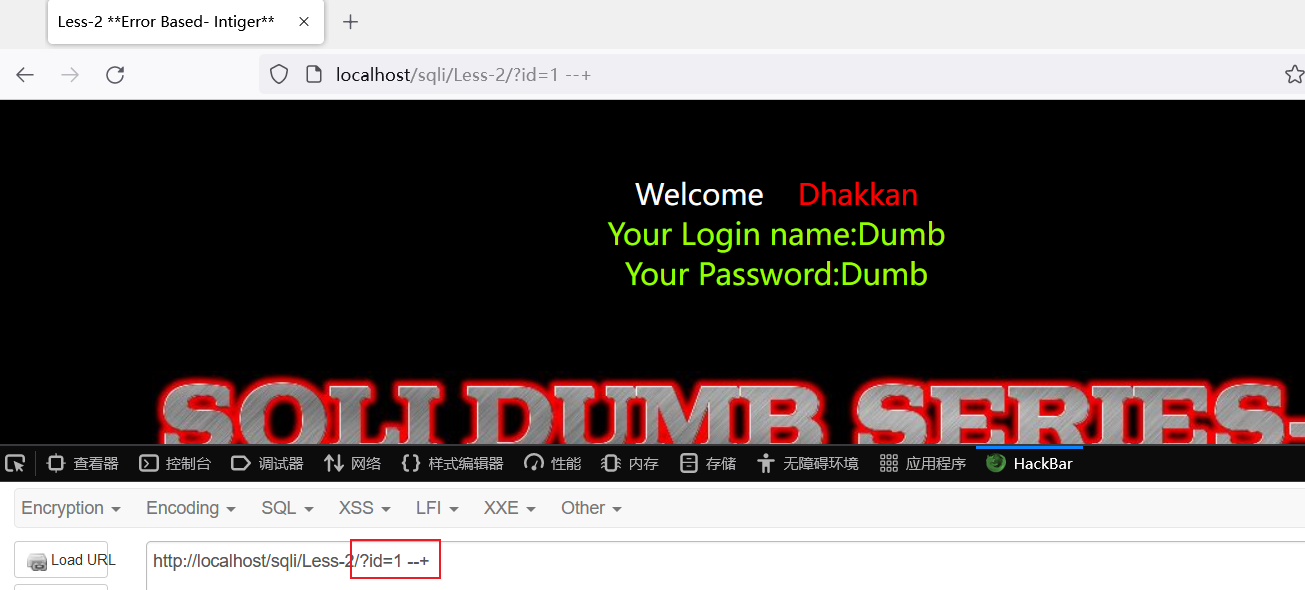 Less-2 **Error Based- Intiger**
localhost/sqli/Less-2/?id=1 --+
Welcome Dhakkan
Your Login name:Dumb
Your Password:Dumb
SQLI DUMB SERIES-
查看器 控制台 调试器 网络 样式编辑器 性能 内存 存储 无障碍环境 应用程序 HackBar
Encryption Encoding SQL XSS LFI XXE Other
Load URL http://localhost/sqli/Less-2/?id=1 --+